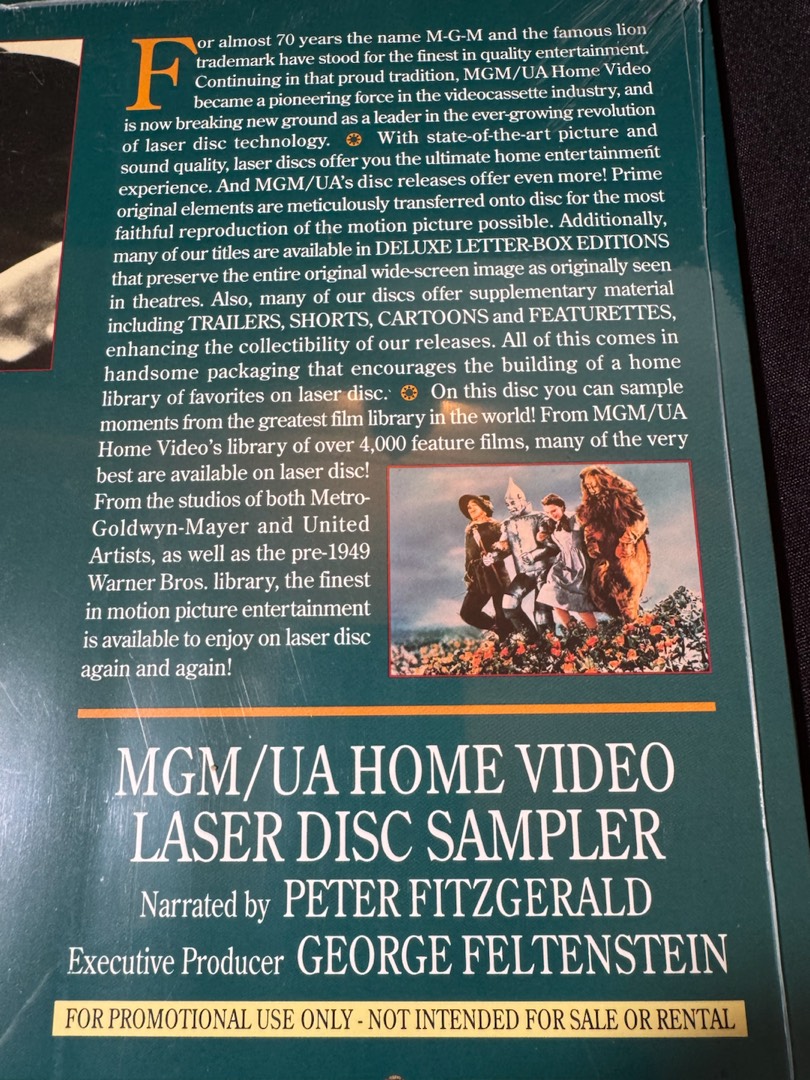 For almost 70 years the name M-G-M and the famous lion
trademark have stood for the finest in quality entertainment.
Continuing in that proud tradition, MGM/UA Home Video
became a pioneering force in the videocassette industry, and
is now breaking new ground as a leader in the ever-growing revolution
of laser disc technology. With state-of-the-art picture and
sound quality, laser discs offer you the ultimate home entertainment
experience. And MGM/UA's disc releases offer even more! Prime
original elements are meticulously transferred onto disc for the most
faithful reproduction of the motion picture possible. Additionally,
many of our titles are available in DELUXE LETTER-BOX EDITIONS
that preserve the entire original wide-screen image as originally seen
in theatres. Also, many of our discs offer supplementary material
including TRAILERS, SHORTS, CARTOONS and FEATURETTES,
enhancing the collectibility of our releases. All of this comes in
handsome packaging that encourages the building of a home
library of favorites on laser disc. On this disc you can sample
moments from the greatest film library in the world! From MGM/UA
Home Video's library of over 4,000 feature films, many of the very
best are available on laser disc!
From the studios of both Metro-
Goldwyn-Mayer and United
Artists, as well as the pre-1949
Warner Bros. library, the finest
in motion picture entertainment
is available to enjoy on laser disc
again and again!
MGM/UA HOME VIDEO
LASER DISC SAMPLER
Narrated by PETER FITZGERALD
Executive Producer GEORGE FELTENSTEIN
FOR PROMOTIONAL USE ONLY - NOT INTENDED FOR SALE OR RENTAL